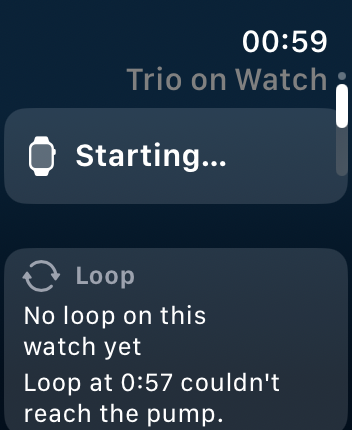 00:59
Trio on Watch
Starting...
Loop
No loop on this
watch yet
Loop at 0:57 couldn't
reach the pump.